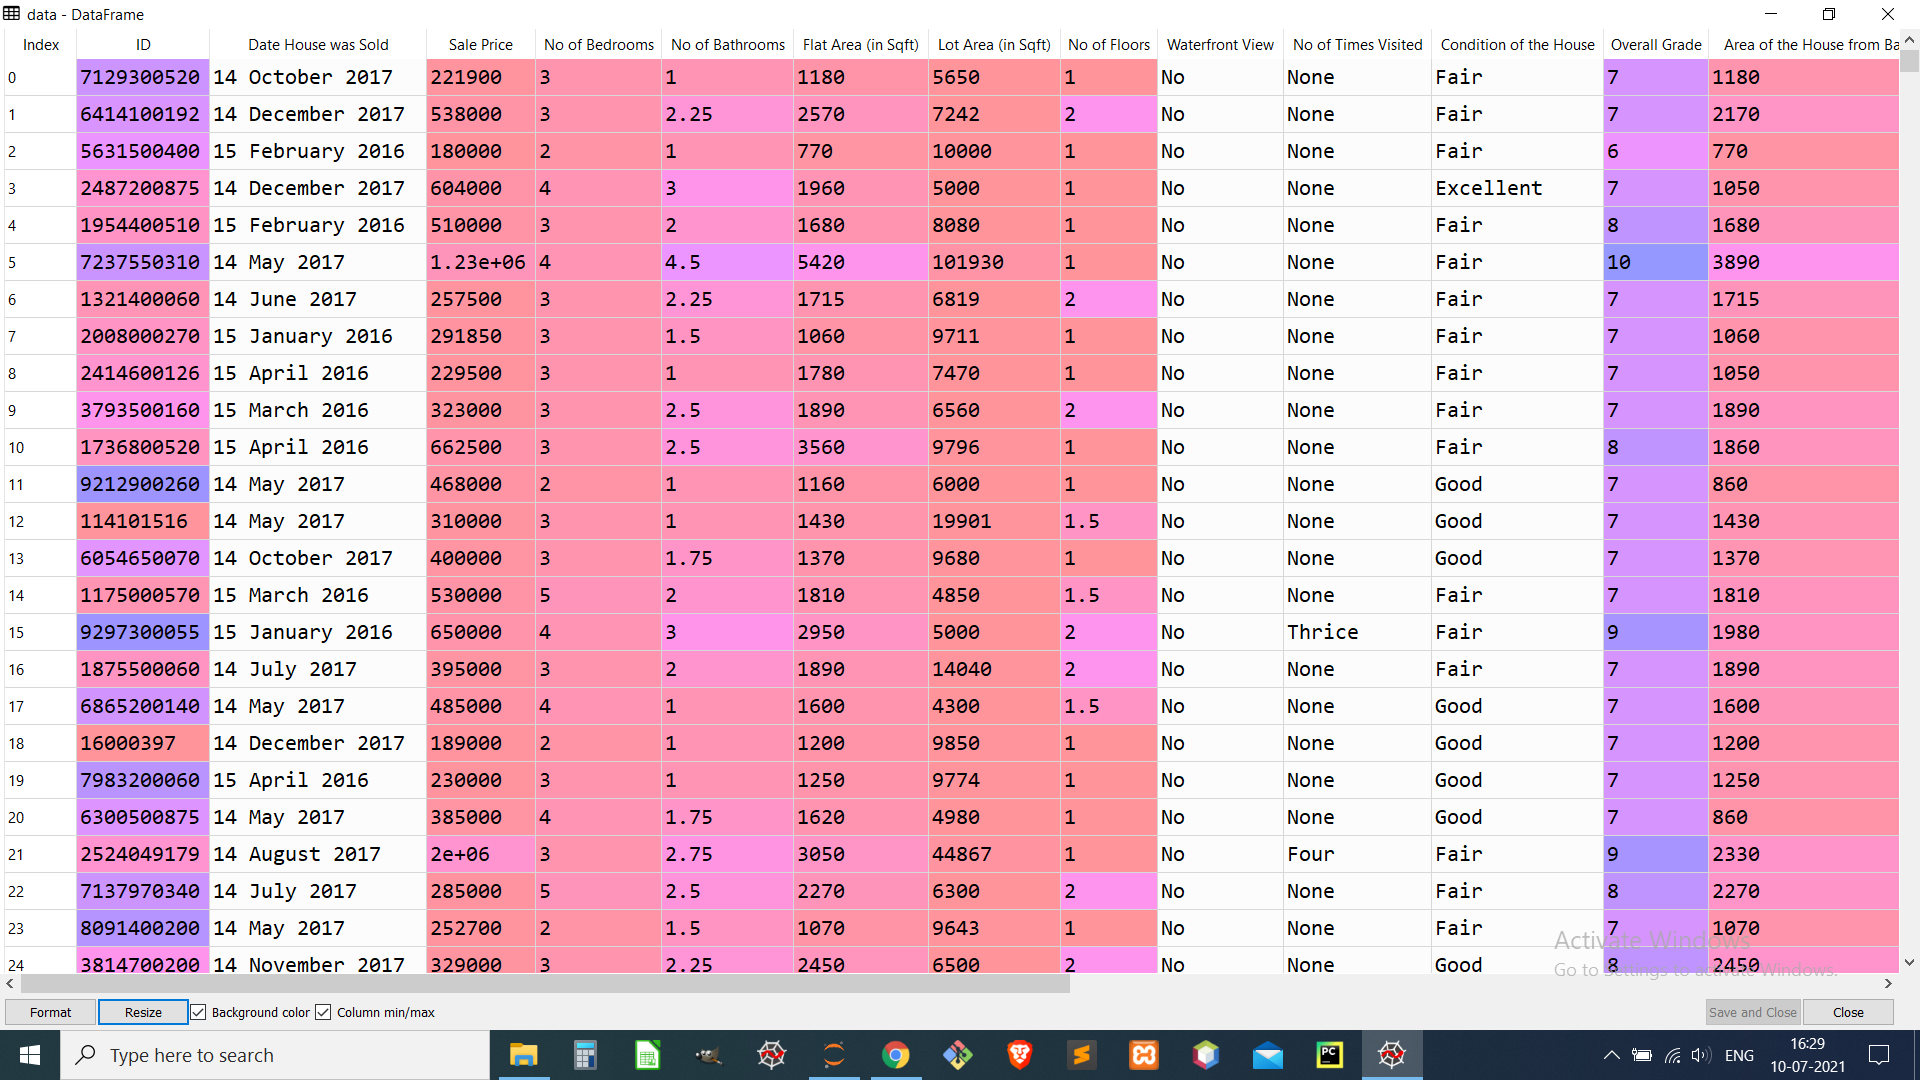 data - DataFrame
Index ID Date House was Sold Sale Price No of Bedrooms No of Bathrooms Flat Area (in Sqft) Lot Area (in Sqft) No of Floors Waterfront View No of Times Visited Condition of the House Overall Grade Area of the House from Ba
0 7129300520 14 October 2017 221900 3 1 1180 5650 1 No None Fair 7 1180
1 6414100192 14 December 2017 538000 3 2.25 2570 7242 2 No None Fair 7 2170
2 5631500400 15 February 2016 180000 2 1 770 10000 1 No None Fair 6 770
3 2487200875 14 December 2017 604000 4 3 1960 5000 1 No None Excellent 7 1050
4 1954400510 15 February 2016 510000 3 2 1680 8080 1 No None Fair 8 1680
5 7237550310 14 May 2017 1.23e+06 4 4.5 5420 101930 1 No None Fair 10 3890
6 1321400060 14 June 2017 257500 3 2.25 1715 6819 2 No None Fair 7 1715
7 2008000270 15 January 2016 291850 3 1.5 1060 9711 1 No None Fair 7 1060
8 2414600126 15 April 2016 229500 3 1 1780 7470 1 No None Fair 7 1050
9 3793500160 15 March 2016 323000 3 2.5 1890 6560 2 No None Fair 7 1890
10 1736800520 15 April 2016 662500 3 2.5 3560 9796 1 No None Fair 8 1860
11 9212900260 14 May 2017 468000 2 1 1160 6000 1 No None Good 7 860
12 114101516 14 May 2017 310000 3 1 1430 19901 1.5 No None Good 7 1430
13 6054650070 14 October 2017 400000 3 1.75 1370 9680 1 No None Good 7 1370
14 1175000570 15 March 2016 530000 5 2 1810 4850 1.5 No None Fair 7 1810
15 9297300055 15 January 2016 650000 4 3 2950 5000 2 No Thrice Fair 9 1980
16 1875500060 14 July 2017 395000 3 2 1890 14040 2 No None Fair 7 1890
17 6865200140 14 May 2017 485000 4 1 1600 4300 1.5 No None Good 7 1600
18 16000397 14 December 2017 189000 2 1 1200 9850 1 No None Good 7 1200
19 7983200060 15 April 2016 230000 3 1 1250 9774 1 No None Good 7 1250
20 6300500875 14 May 2017 385000 4 1.75 1620 4980 1 No None Good 7 860
21 2524049179 14 August 2017 2e+06 3 2.75 3050 44867 1 No Four Fair 9 2330
22 7137970340 14 July 2017 285000 5 2.5 2270 6300 2 No None Fair 8 2270
23 8091400200 14 May 2017 252700 2 1.5 1070 9643 1 No None Fair 7 1070
24 3814700200 14 November 2017 329000 3 2.25 2450 6500 2 No None Good 8 2450
Activate Windows
Go to Settings to activate Windows.
Format Resize Background color Column min/max Save and Close Close
Type here to search
PC
ENG
16:29
10-07-2021